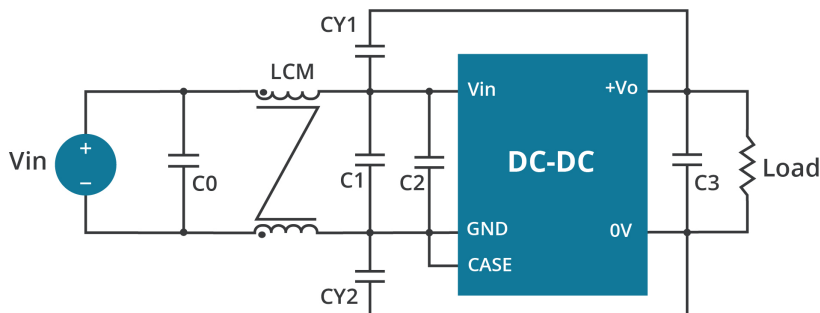 CY1
LCM
Vin
+
−
C0
C1
C2
Vin
+Vo
DC-DC
GND
0V
CASE
C3
Load
CY2